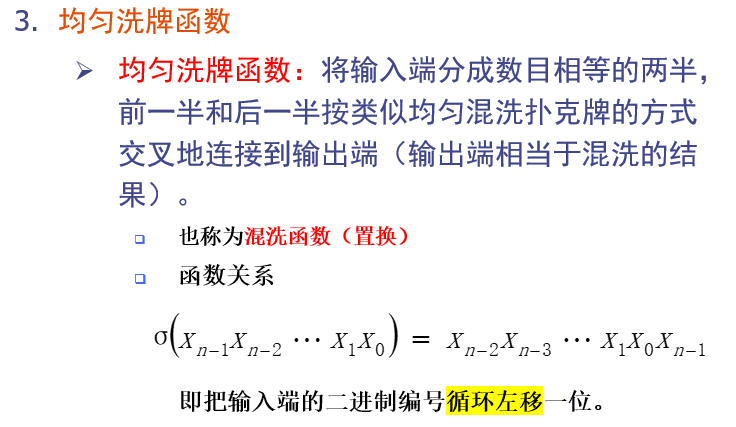 3. 均匀洗牌函数
均匀洗牌函数：将输入端分成数目相等的两半，
前一半和后一半按类似均匀混洗扑克牌的方式
交叉地连接到输出端（输出端相当于混洗的结
果）。
也称为混洗函数（置换）
函数关系
σ(X_{n-1}X_{n-2} ⋯ X_1X_0) = X_{n-2}X_{n-3} ⋯ X_1X_0X_{n-1}
即把输入端的二进制编号循环左移一位。